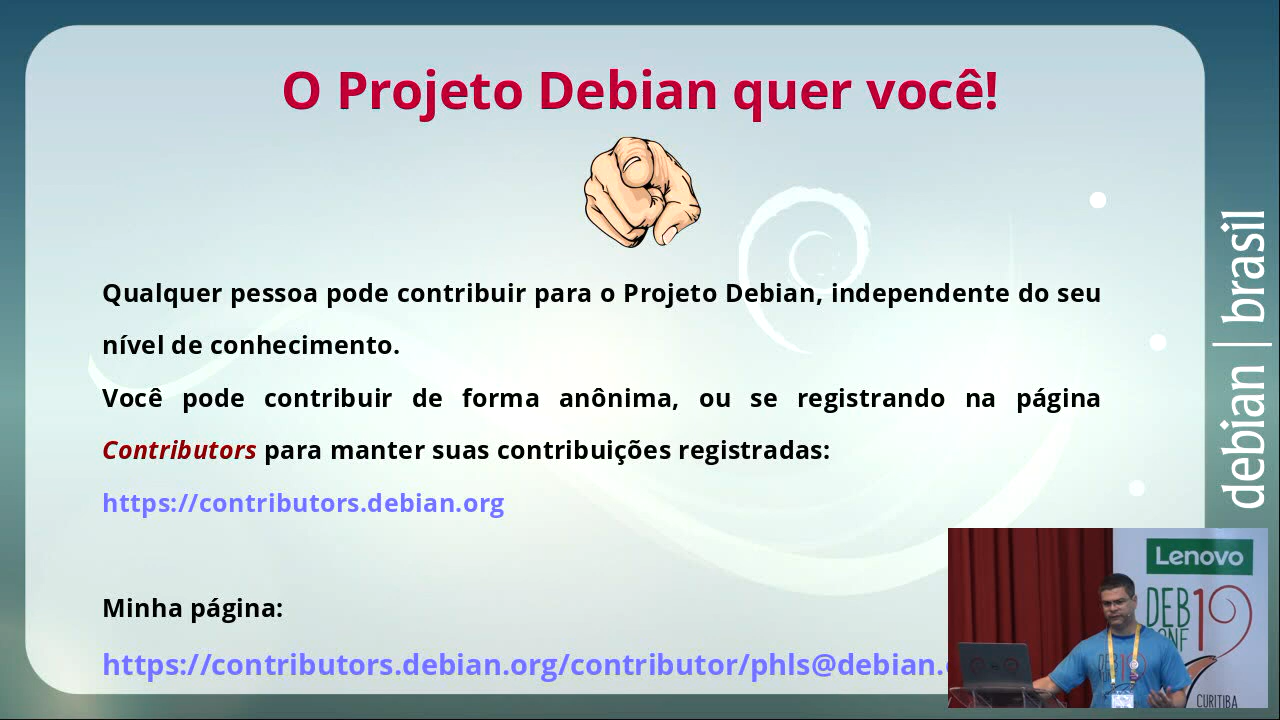 O Projeto Debian quer você!
Qualquer pessoa pode contribuir para o Projeto Debian, independente do seu
nível de conhecimento.
Você pode contribuir de forma anônima, ou se registrando na página
Contributors para manter suas contribuições registradas:
https://contributors.debian.org
Minha página:
https://contributors.debian.org/contributor/phls@debian.
debian | brasil
Lenovo
DEB
CONF 19
CURITIBA